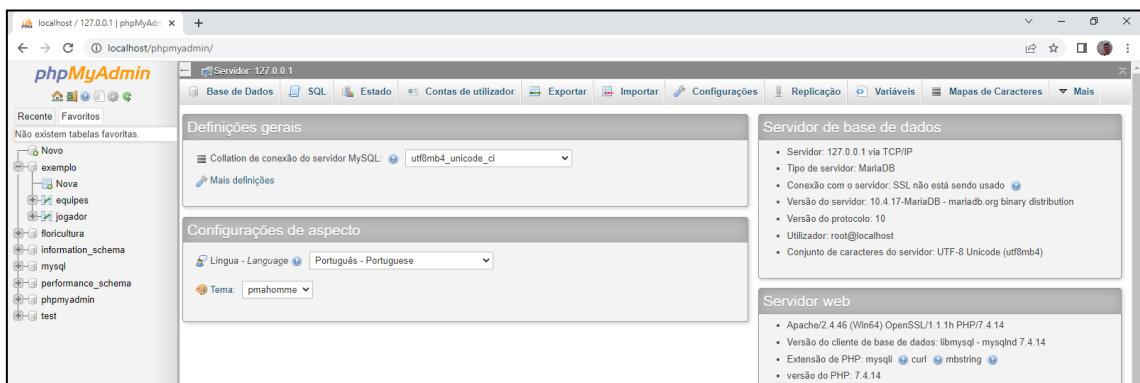 localhost / 127.0.0.1 | phpMyAdn
localhost/phpmyadmin/
phpMyAdmin
Recente Favoritos
Não existem tabelas favoritas.
Novo
exemplo
Nova
equipes
jogador
floricultura
information_schema
mysql
performance_schema
phpmyadmin
test
Servidor: 127.0.0.1
Base de Dados SQL Estado Contas de utilizador Exportar Importar Configurações Replicação Variáveis Mapas de Caracteres Mais
Definições gerais
Collation de conexão do servidor MySQL: utf8mb4_unicode_ci
Mais definições
Configurações de aspecto
Língua - Language Português - Portuguese
Tema: pmahomme
Servidor de base de dados
Servidor: 127.0.0.1 via TCP/IP
Tipo de servidor: MariaDB
Conexão com o servidor: SSL não está sendo usado
Versão do servidor: 10.4.17-MariaDB - mariadb.org binary distribution
Versão do protocolo: 10
Utilizador: root@localhost
Conjunto de caracteres do servidor: UTF-8 Unicode (utf8mb4)
Servidor web
Apache/2.4.46 (Win64) OpenSSL/1.1.1h PHP/7.4.14
Versão do cliente de base de dados: libmysql - mysqlnd 7.4.14
Extensão de PHP: mysqli curl mbstring
versão do PHP: 7.4.14